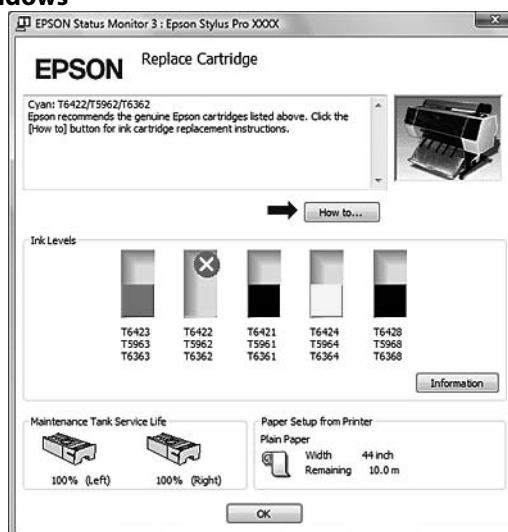 EPSON Status Monitor 3 : Epson Stylus Pro XXXX
EPSON
Replace Cartridge
Cyan: T6422/T5962/T6362
Epson recommends the genuine Epson cartridges listed above. Click the
[How to] button for ink cartridge replacement instructions.
How to...
Ink Levels
T6423 T6422 T6421 T6424 T6428
T5963 T5962 T5961 T5964 T5968
T6363 T6362 T6361 T6364 T6368
Information
Maintenance Tank Service Life
100% (Left) 100% (Right)
Paper Setup from Printer
Plain Paper
Width 44 inch
Remaining 10.0 m
OK